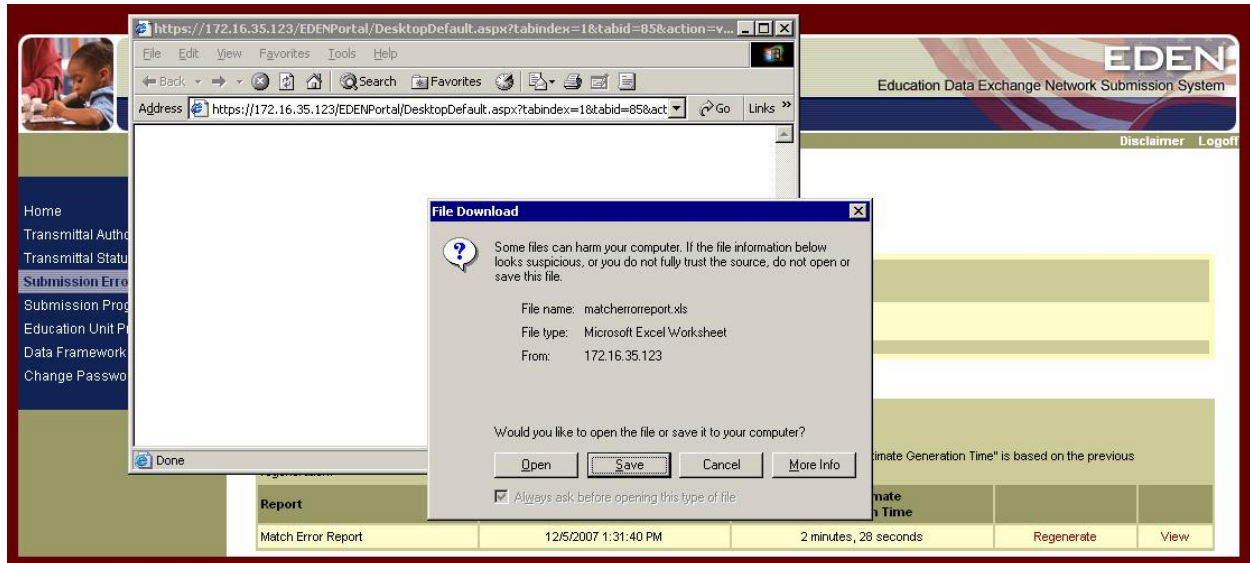 https://172.16.35.123/EDENPortal/DesktopDefault.aspx?tabindex=1&tabid=85&action=v...
File Edit View Favorites Tools Help
Back Search Favorites
Address https://172.16.35.123/EDENPortal/DesktopDefault.aspx?tabindex=1&tabid=85&act Go Links »
EDEN
Education Data Exchange Network Submission System
Disclaimer Logoff
Home
Transmittal Autho
Transmittal Statu
Submission Erro
Submission Prog
Education Unit P
Data Framework
Change Passwo
File Download
Some files can harm your computer. If the file information below
looks suspicious, or you do not fully trust the source, do not open or
save this file.
File name: matcherrorreport.xls
File type: Microsoft Excel Worksheet
From: 172.16.35.123
Would you like to open the file or save it to your computer?
Open Save Cancel More Info
Always ask before opening this type of file
Done
imate Generation Time" is based on the previous
Report
mate
n Time
Match Error Report 12/5/2007 1:31:40 PM 2 minutes, 28 seconds Regenerate View